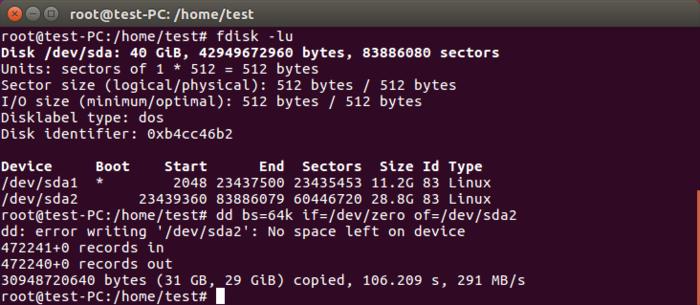 root@test-PC: /home/test
root@test-PC:/home/test# fdisk -lu
Disk /dev/sda: 40 GiB, 42949672960 bytes, 83886080 sectors
Units: sectors of 1 * 512 = 512 bytes
Sector size (logical/physical): 512 bytes / 512 bytes
I/O size (minimum/optimal): 512 bytes / 512 bytes
Disklabel type: dos
Disk identifier: 0xb4cc46b2
Device     Boot    Start      End  Sectors  Size Id Type
/dev/sda1  *        2048 23437500 23435453 11.2G 83 Linux
/dev/sda2       23439360 83886079 60446720 28.8G 83 Linux
root@test-PC:/home/test# dd bs=64k if=/dev/zero of=/dev/sda2
dd: error writing '/dev/sda2': No space left on device
472241+0 records in
472240+0 records out
30948720640 bytes (31 GB, 29 GiB) copied, 106.209 s, 291 MB/s
root@test-PC:/home/test#